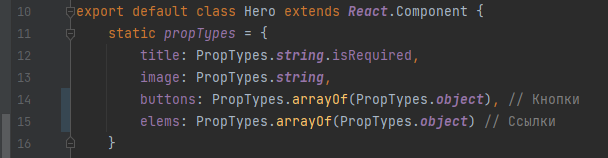 10 export default class Hero extends React.Component {
11 static propTypes = {
12 title: PropTypes.string.isRequired,
13 image: PropTypes.string,
14 buttons: PropTypes.arrayOf(PropTypes.object), // Кнопки
15 elems: PropTypes.arrayOf(PropTypes.object) // Ссылки
16 }